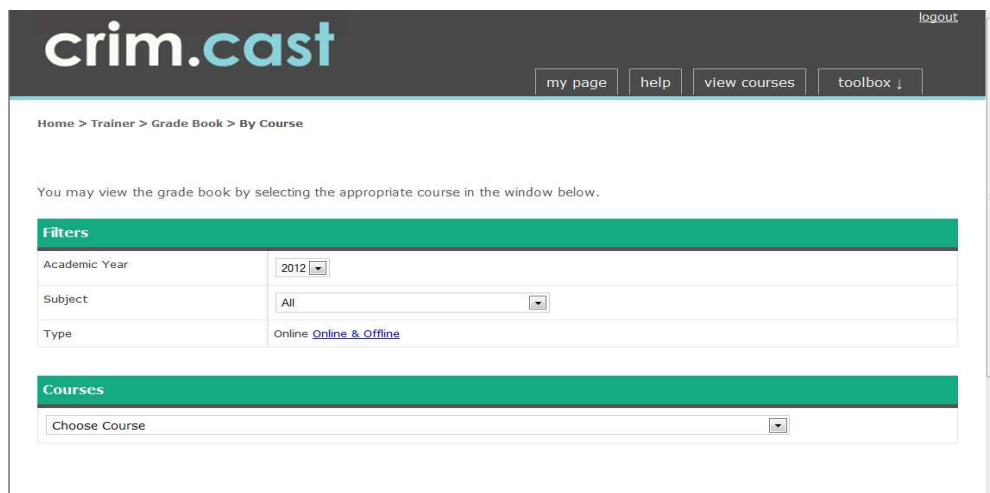 logout
crim.cast
my page help view courses toolbox ↓
Home > Trainer > Grade Book > By Course
You may view the grade book by selecting the appropriate course in the window below.
Filters
Academic Year 2012
Subject All
Type Online Online & Offline
Courses
Choose Course